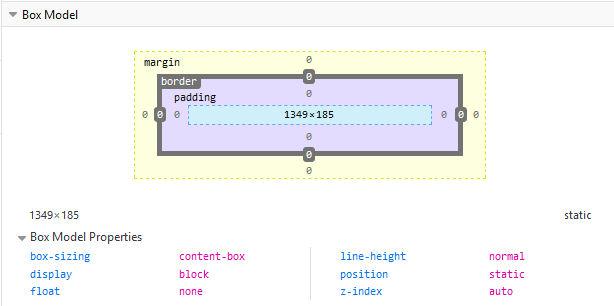 Box Model
margin 0
border 0
padding 0
0 0 0 1349×185 0 0 0
0
0
0
1349×185 static
Box Model Properties
box-sizing content-box line-height normal
display block position static
float none z-index auto